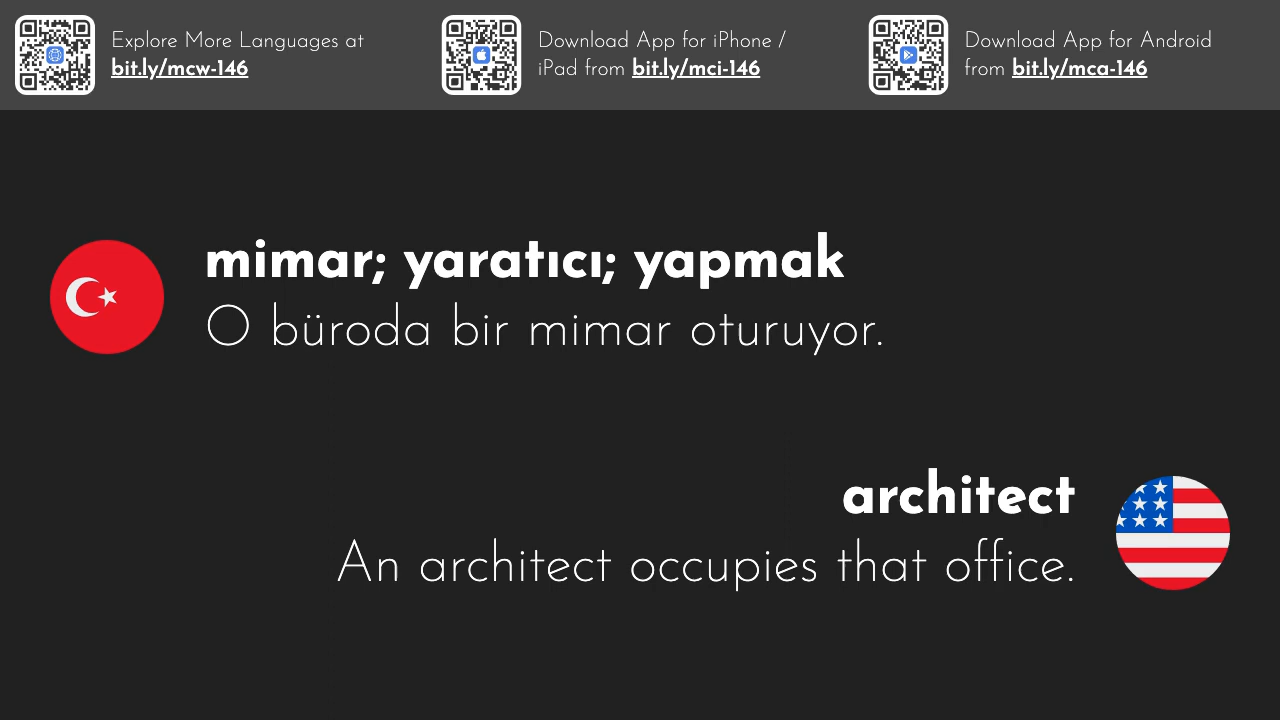 Explore More Languages at
bit.ly/mcw-146
Download App for iPhone /
iPad from bit.ly/mci-146
Download App for Android
from bit.ly/mca-146
mimar; yaratıcı; yapmak
O büroda bir mimar oturuyor.
architect
An architect occupies that office.